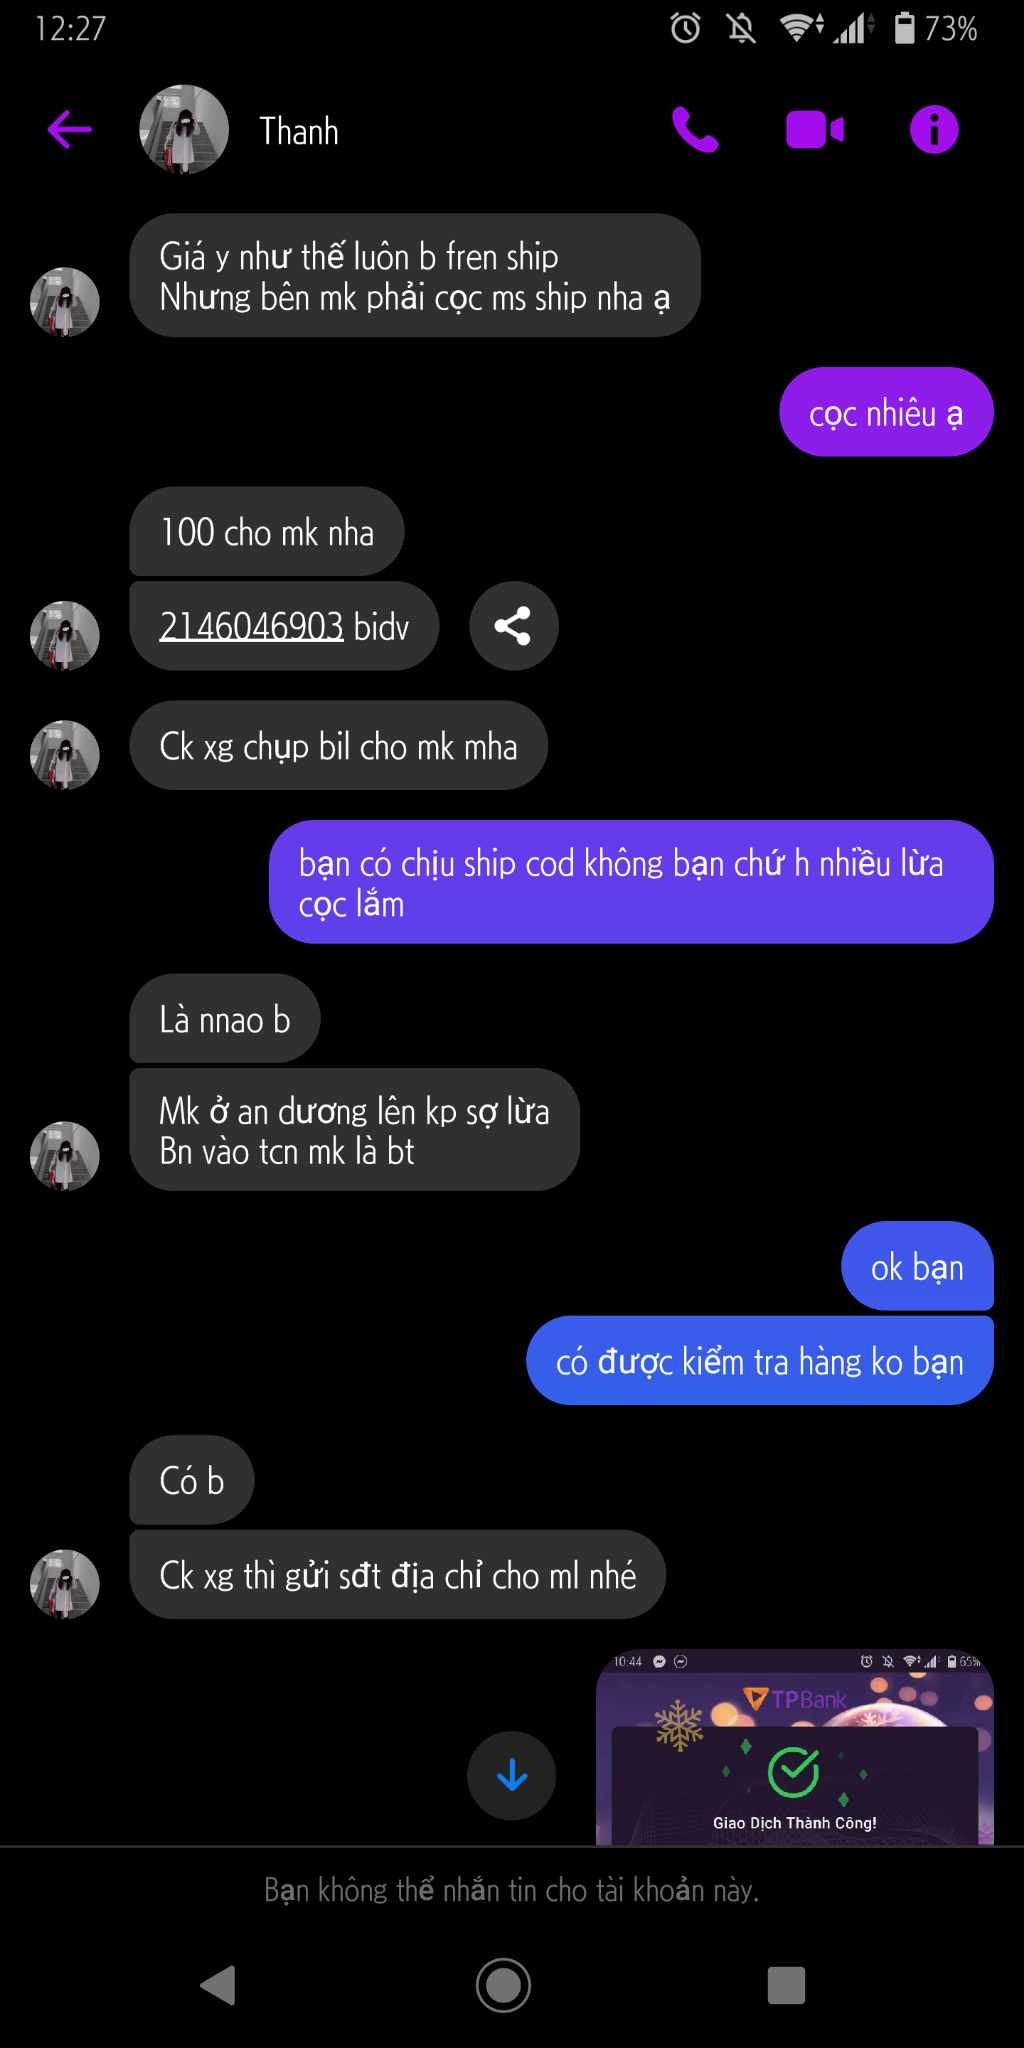 12:27
73%
Thanh
Giá y như thế luôn b fren ship
Nhưng bên mk phải cọc ms ship nha ạ
cọc nhiêu ạ
100 cho mk nha
2146046903 bidv
Ck xg chụp bil cho mk mha
bạn có chịu ship cod không bạn chứ h nhiều lừa
cọc lắm
Là nnao b
Mk ở an dương lên kp sợ lừa
Bn vào tcn mk là bt
ok bạn
có được kiểm tra hàng ko bạn
Có b
Ck xg thì gửi sđt địa chỉ cho ml nhé
10:44
65%
TPBank
Giao Dịch Thành Công!
Bạn không thể nhắn tin cho tài khoản này.